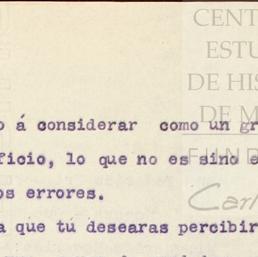 CENT
ESTU
DE HIS
DE M
FUND
Carl
o á considerar como un gr
ficio, lo que no es sino e
os errores.
a que tú desearas percibir